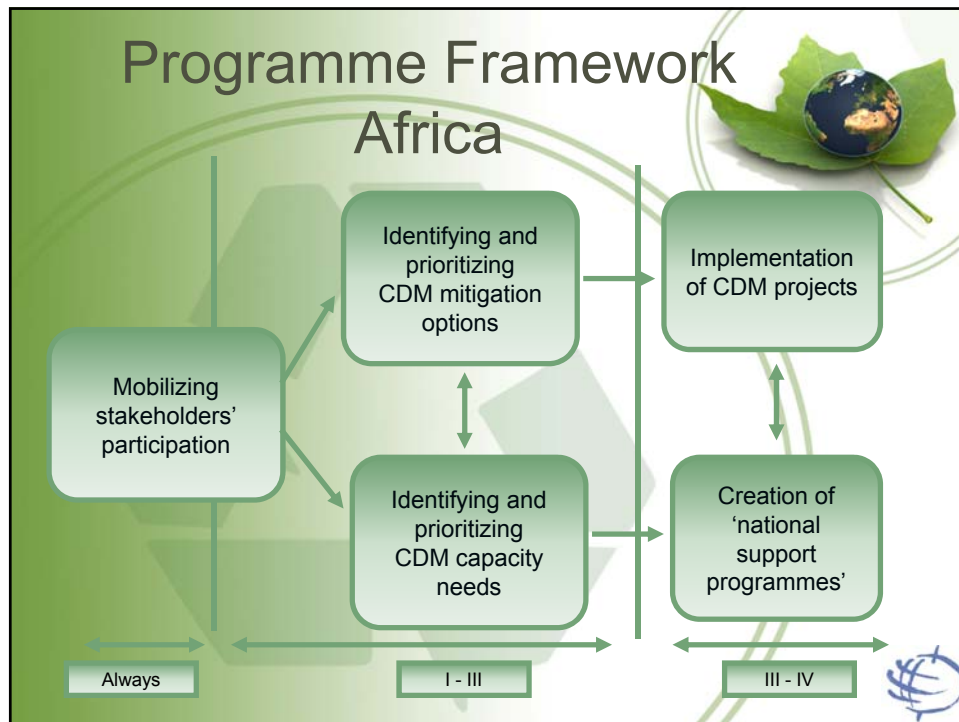 Programme Framework
Africa
Mobilizing
stakeholders’
participation
Identifying and
prioritizing
CDM mitigation
options
Identifying and
prioritizing
CDM capacity
needs
Implementation
of CDM projects
Creation of
‘national
support
programmes’
Always
I - III
III - IV